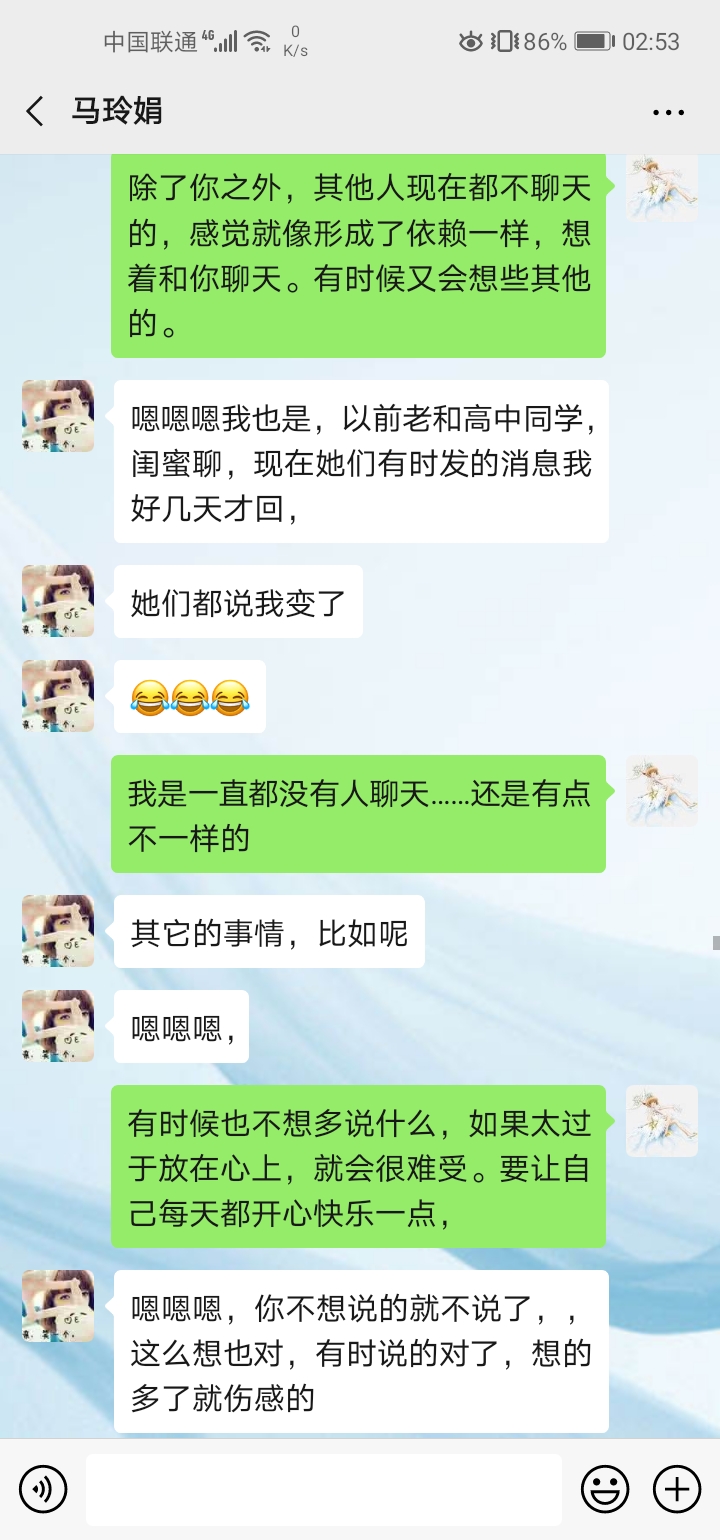 中国联通 4G 0 K/s 86% 02:53
马玲娟
除了你之外，其他人现在都不聊天
的，感觉就像形成了依赖一样，想
着和你聊天。有时候又会想些其他
的。
嗯嗯嗯我也是，以前老和高中同学，
闺蜜聊，现在她们有时发的消息我
好几天才回，
她们都说我变了
😂😂😂
我是一直都没有人聊天……还是有点
不一样的
其它的事情，比如呢
嗯嗯嗯，
有时候也不想多说什么，如果太过
于放在心上，就会很难受。要让自
己每天都开心快乐一点，
嗯嗯嗯，你不想说的就不说了，，
这么想也对，有时说的对了，想的
多了就伤感的